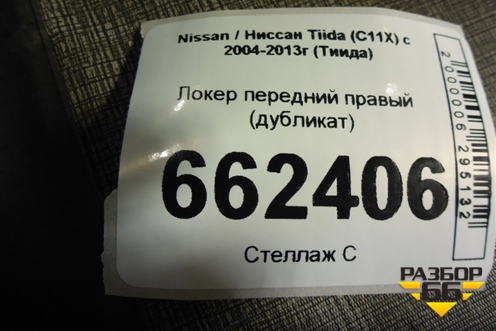 Nissan / Ниссан Tiida (C11X) с
2004-2013г (Тиида)
Локер передний правый
(дубликат)
662406
Стеллаж С
2000006295132
РАЗБОР
66